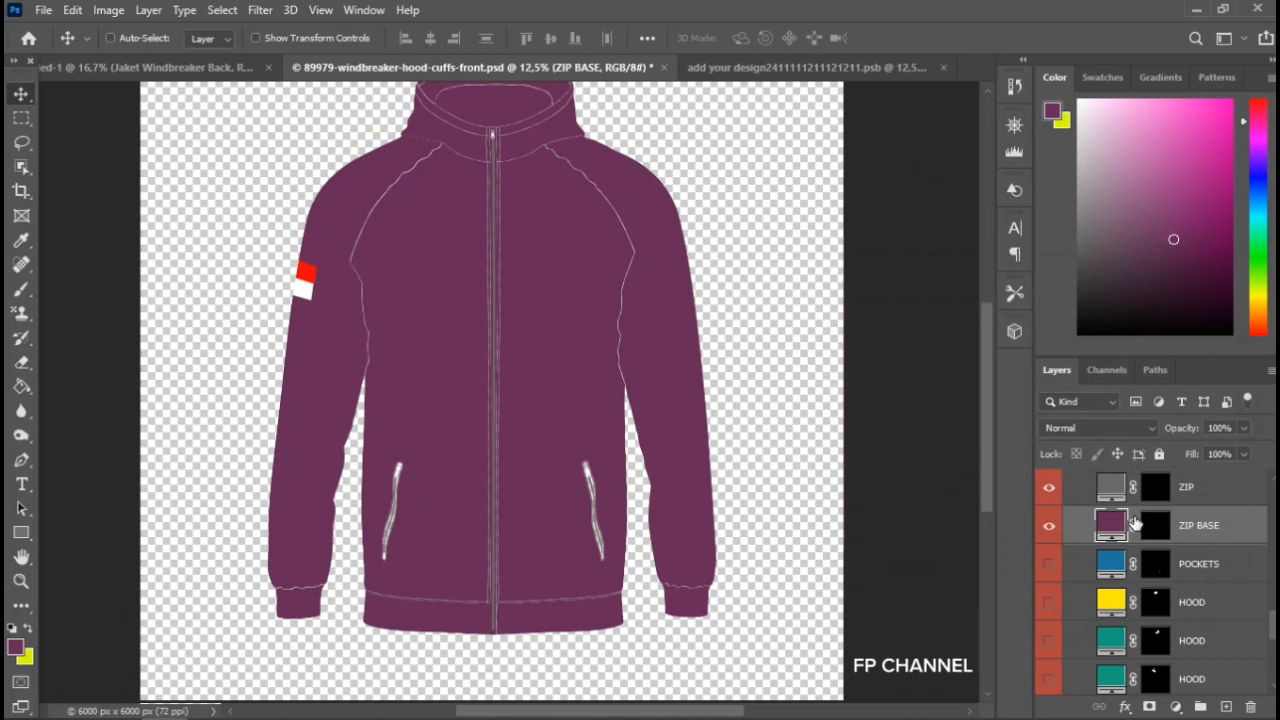 File Edit Image Layer Type Select Filter 3D View Window Help
Auto-Select: Layer Show Transform Controls 3D Mode:
ed-1 @ 16,7% (Jaket Windbreaker Back, R... × © 89979-windbreaker-hood-cuffs-front.psd @ 12,5% (ZIP BASE, RGB/8#) * × add your design2411111211121211.psb @ 12,5... ×
Color Swatches Gradients Patterns
Layers Channels Paths
Kind
Normal Opacity: 100%
Lock: Fill: 100%
ZIP
ZIP BASE
POCKETS
HOOD
HOOD
HOOD
FP CHANNEL
© 6000 px x 6000 px (72 ppi)